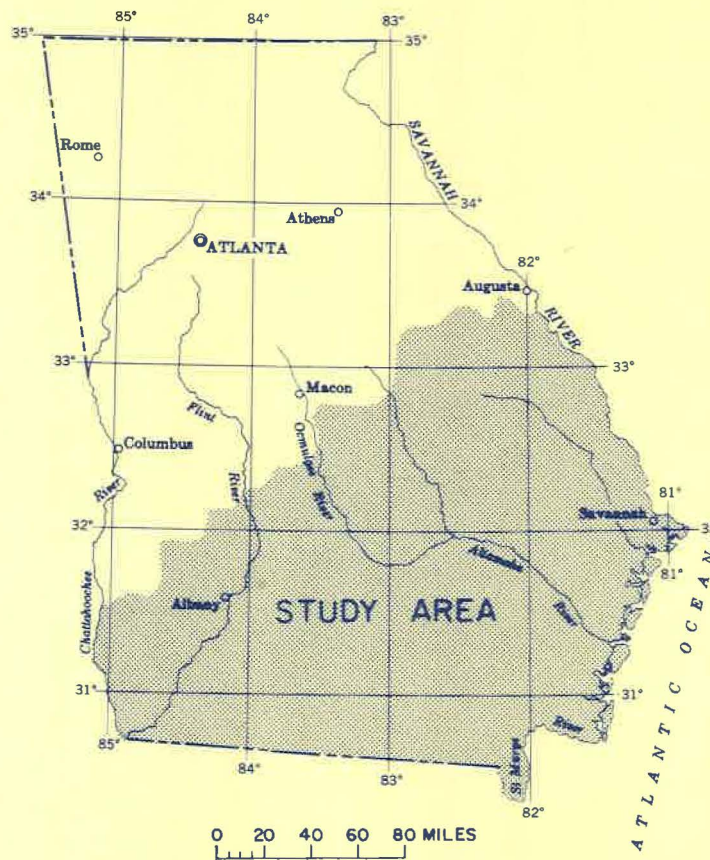 85° 84° 83°
35° 35°
Rome
SAVANNAH
34° 34°
Athens
ATLANTA
82°
Augusta
RIVER
33° 33°
Macon
Flint
Columbus
Ocmulgee
River
River
River
81°
Savannah
32° 32°
81°
Altamaha
Chattahoochee
Albany
STUDY AREA
River
31° 31°
River
85°
84°
83°
St Marys
82°
ATLANTIC OCEAN
0 20 40 60 80 MILES